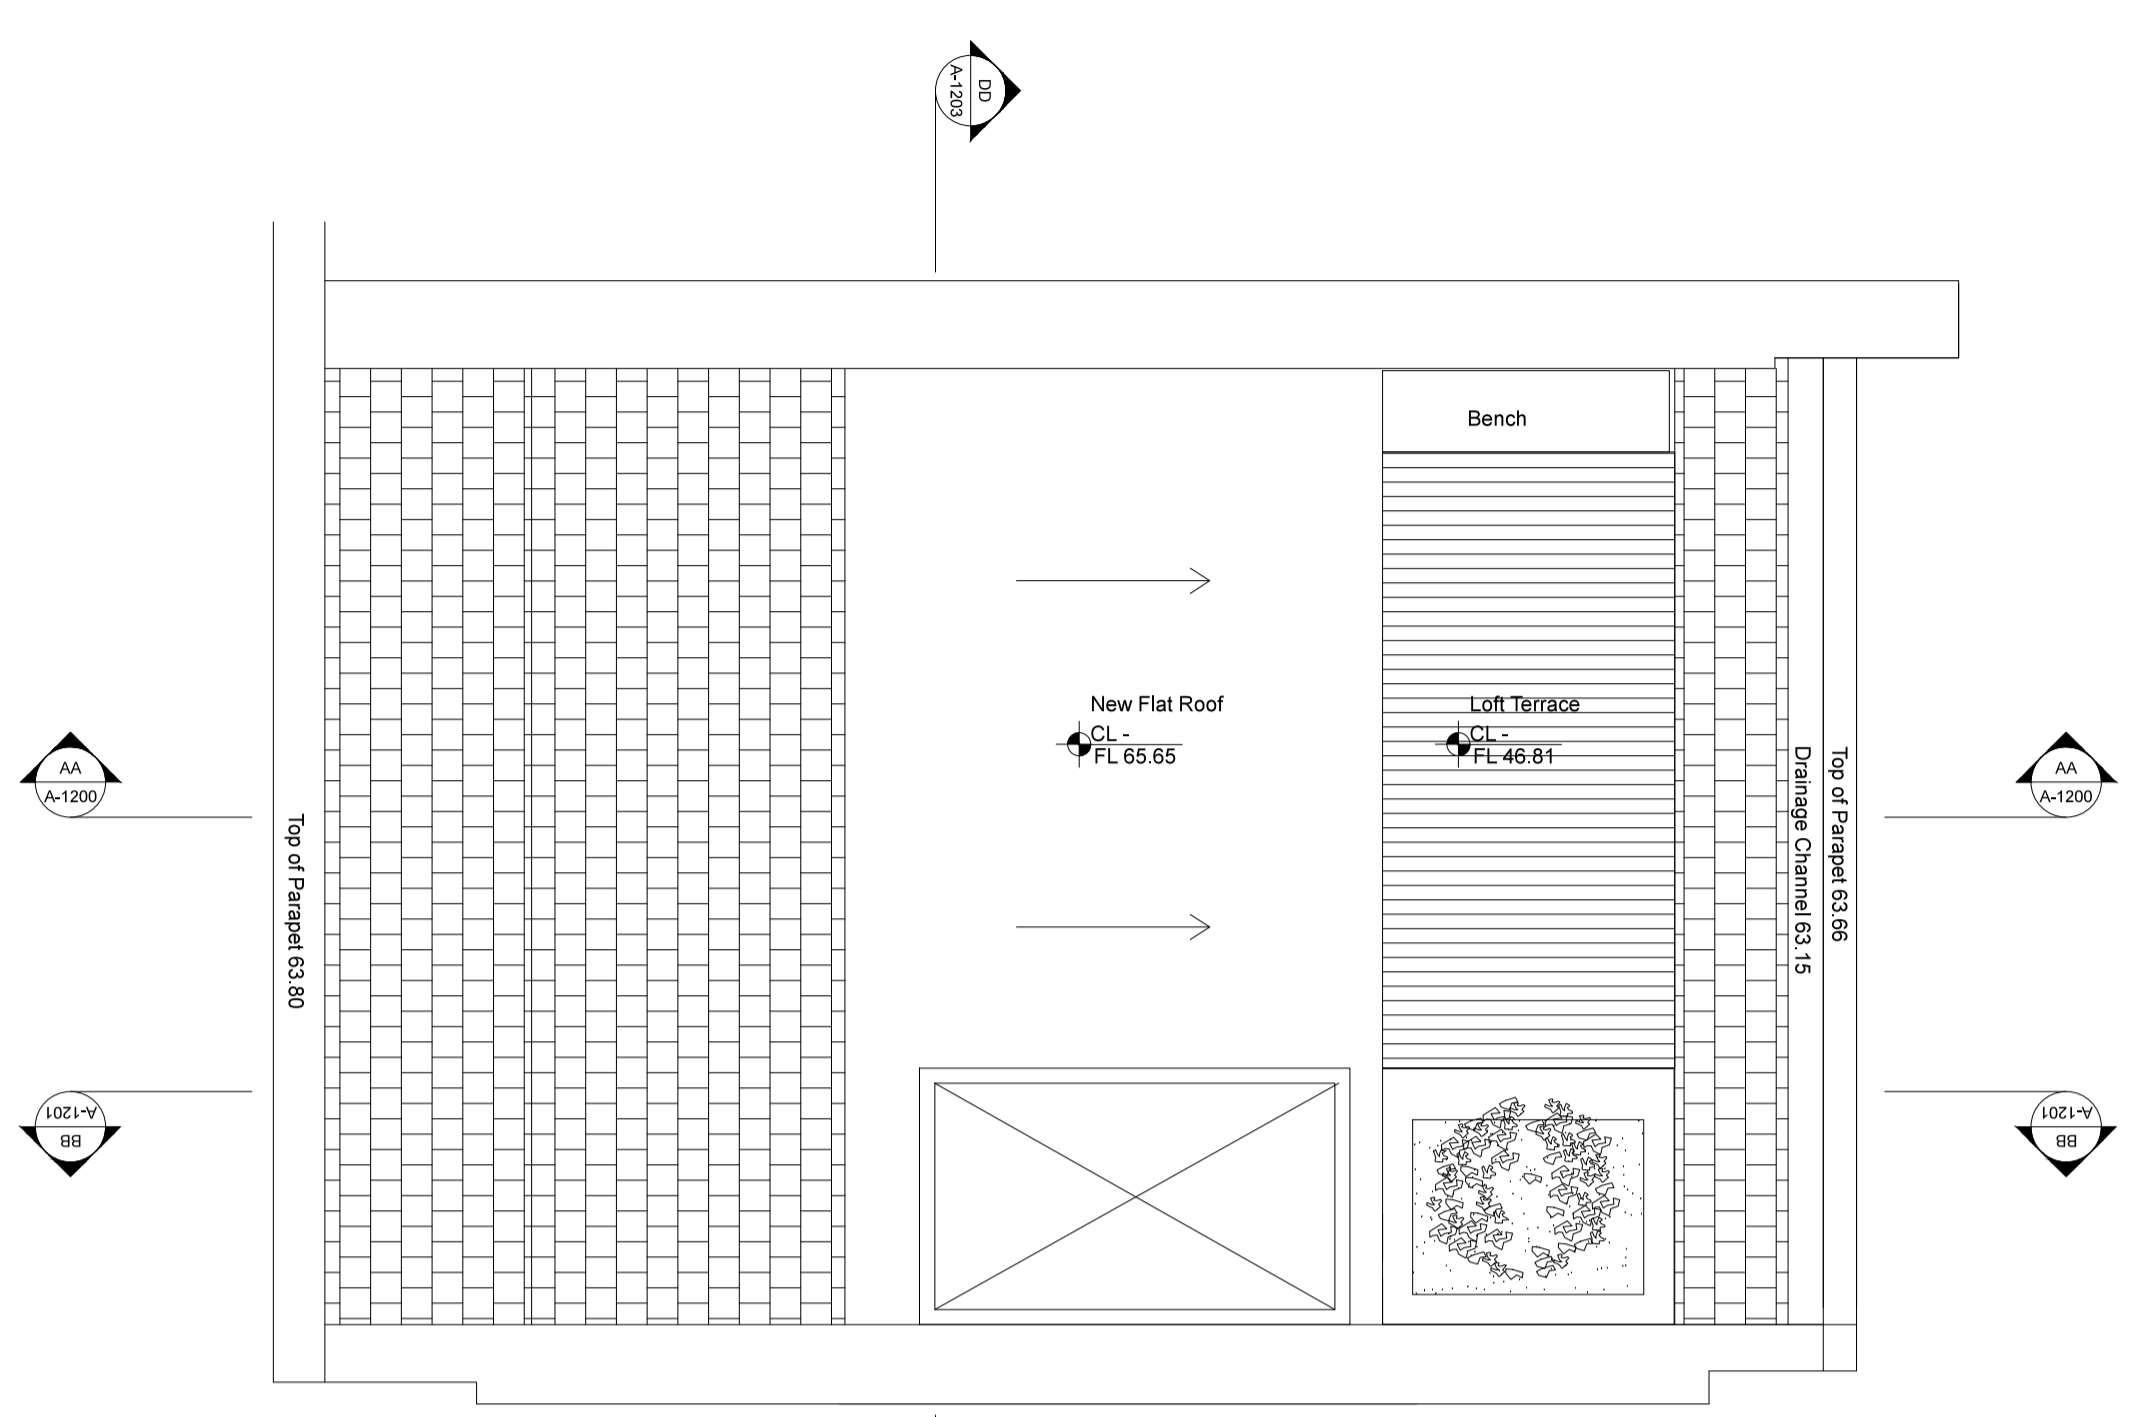 DD
A-1203
Bench
New Flat Roof
CL -
FL 65.65
Loft Terrace
CL -
FL 46.81
AA
A-1200
AA
A-1200
Top of Parapet 63.80
Drainage Channel 63.15
Top of Parapet 63.66
A-1201
BB
A-1201
BB